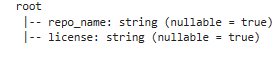 root
 |-- repo_name: string (nullable = true)
 |-- license: string (nullable = true)